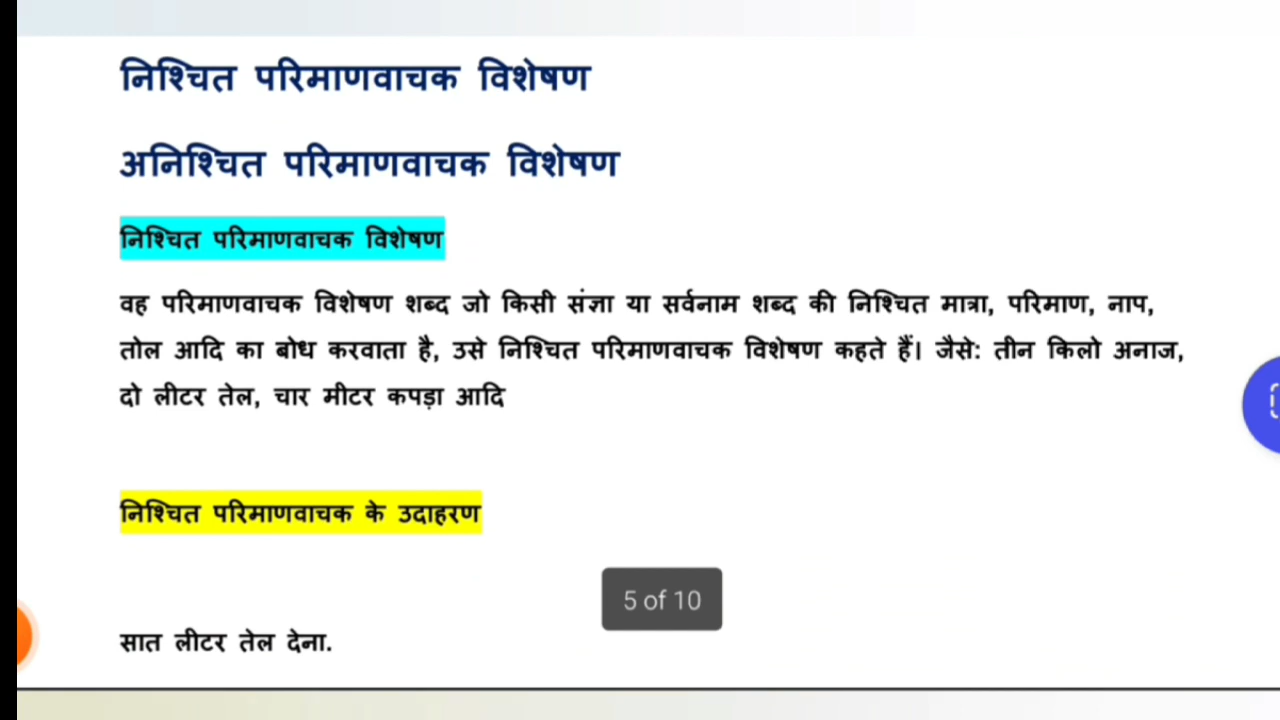 निश्चित परिमाणवाचक विशेषण
अनिश्चित परिमाणवाचक विशेषण
निश्चित परिमाणवाचक विशेषण
वह परिमाणवाचक विशेषण शब्द जो किसी संज्ञा या सर्वनाम शब्द की निश्चित मात्रा, परिमाण, नाप,
तोल आदि का बोध करवाता है, उसे निश्चित परिमाणवाचक विशेषण कहते हैं। जैसे: तीन किलो अनाज,
दो लीटर तेल, चार मीटर कपड़ा आदि
निश्चित परिमाणवाचक के उदाहरण
5 of 10
सात लीटर तेल देना.